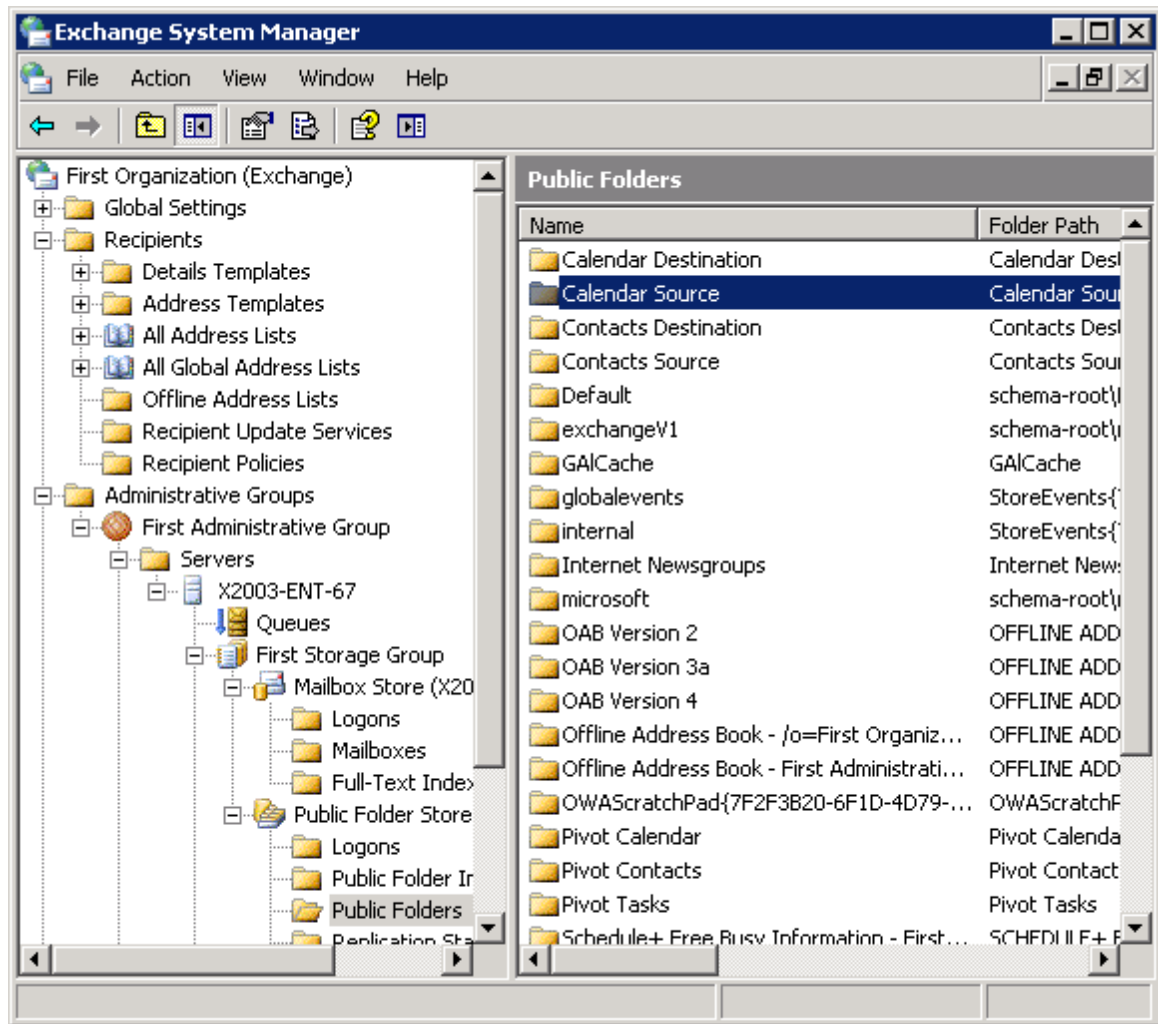 Exchange System Manager
File Action View Window Help
First Organization (Exchange)
Global Settings
Recipients
Details Templates
Address Templates
All Address Lists
All Global Address Lists
Offline Address Lists
Recipient Update Services
Recipient Policies
Administrative Groups
First Administrative Group
Servers
X2003-ENT-67
Queues
First Storage Group
Mailbox Store (X20
Logons
Mailboxes
Full-Text Index
Public Folder Store
Logons
Public Folder In
Public Folders
Replication Sta
Public Folders
Name Folder Path
Calendar Destination Calendar Dest
Calendar Source Calendar Sour
Contacts Destination Contacts Dest
Contacts Source Contacts Sour
Default schema-root\
exchangeV1 schema-root\
GAlCache GAlCache
globalevents StoreEvents{
internal StoreEvents{
Internet Newsgroups Internet News
microsoft schema-root\
OAB Version 2 OFFLINE ADD
OAB Version 3a OFFLINE ADD
OAB Version 4 OFFLINE ADD
Offline Address Book - /o=First Organiz... OFFLINE ADD
Offline Address Book - First Administrati... OFFLINE ADD
OWAScratchPad{7F2F3B20-6F1D-4D79-... OWAScratchP
Pivot Calendar Pivot Calenda
Pivot Contacts Pivot Contact
Pivot Tasks Pivot Tasks
Schedule+ Free Busy Information - First... SCHEDULE+ F